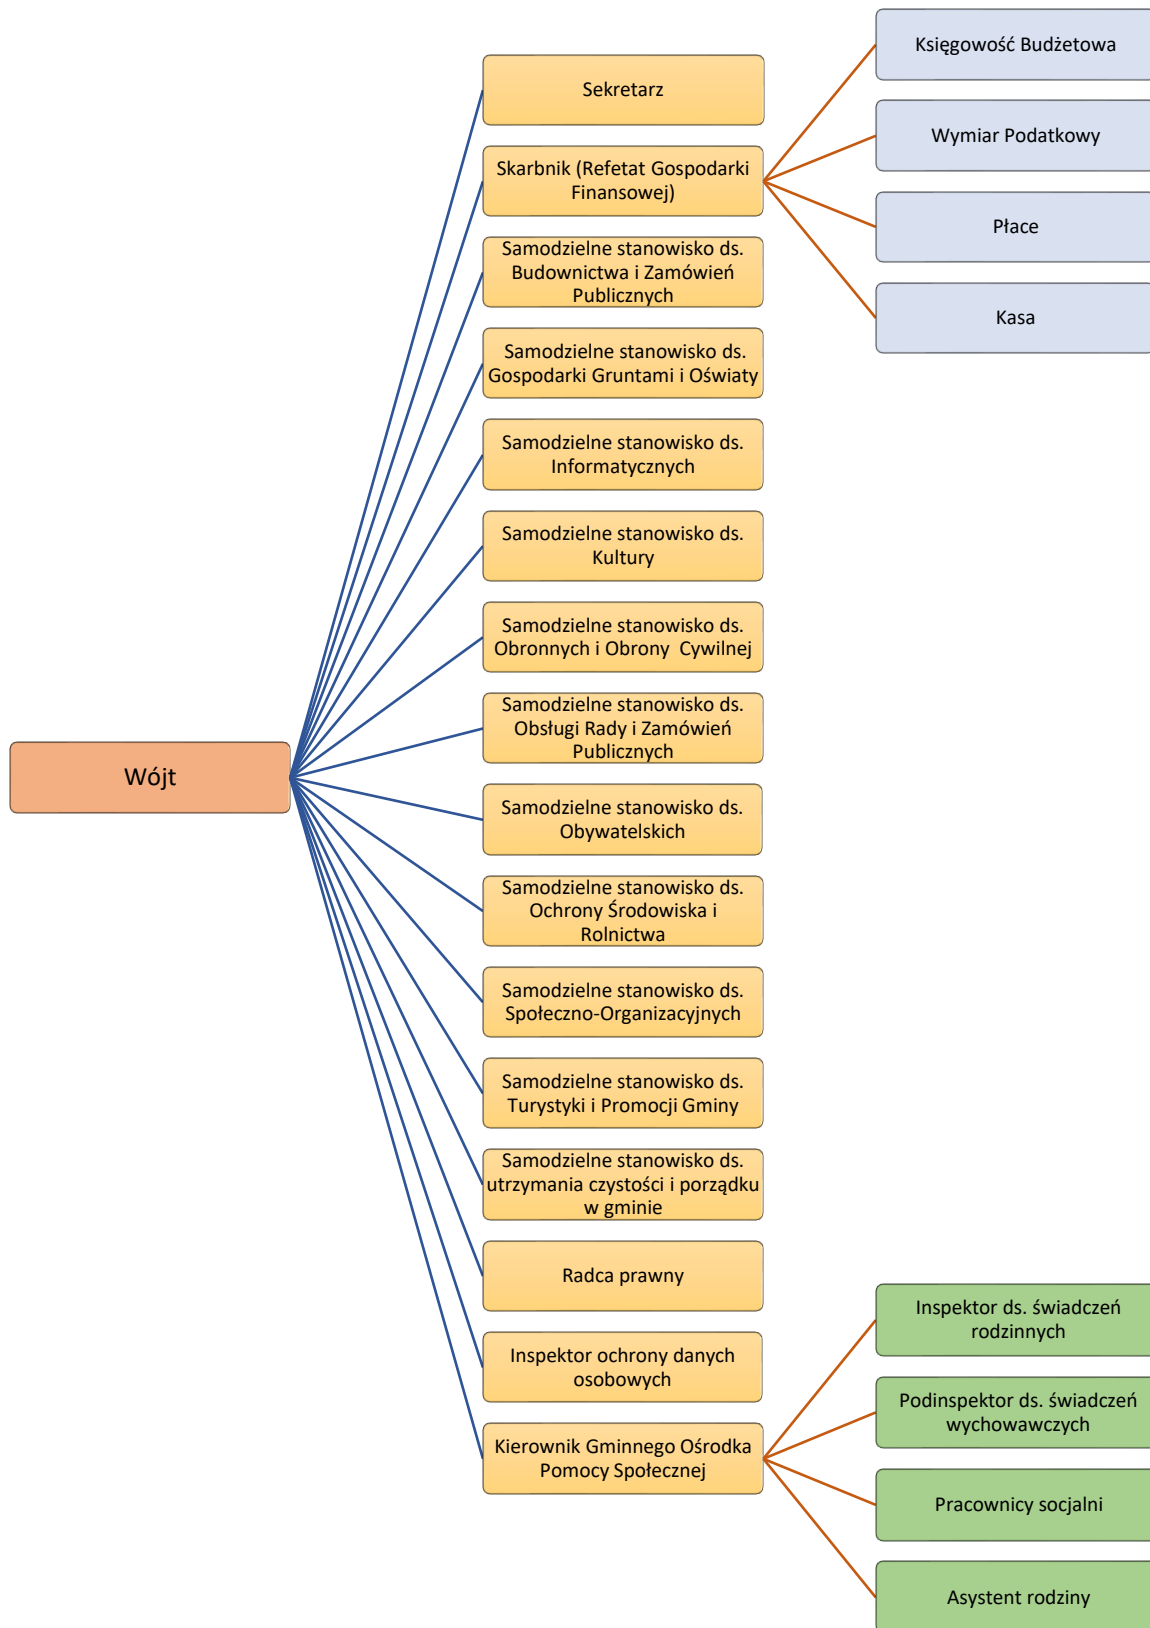 Wójt
Sekretarz
Skarbnik (Refetat Gospodarki
Finansowej)
Księgowość Budżetowa
Wymiar Podatkowy
Płace
Kasa
Samodzielne stanowisko ds.
Budownictwa i Zamówień
Publicznych
Samodzielne stanowisko ds.
Gospodarki Gruntami i Oświaty
Samodzielne stanowisko ds.
Informatycznych
Samodzielne stanowisko ds.
Kultury
Samodzielne stanowisko ds.
Obronnych i Obrony  Cywilnej
Samodzielne stanowisko ds.
Obsługi Rady i Zamówień
Publicznych
Samodzielne stanowisko ds.
Obywatelskich
Samodzielne stanowisko ds.
Ochrony Środowiska i
Rolnictwa
Samodzielne stanowisko ds.
Społeczno-Organizacyjnych
Samodzielne stanowisko ds.
Turystyki i Promocji Gminy
Samodzielne stanowisko ds.
utrzymania czystości i porządku
w gminie
Radca prawny
Inspektor ochrony danych
osobowych
Kierownik Gminnego Ośrodka
Pomocy Społecznej
Inspektor ds. świadczeń
rodzinnych
Podinspektor ds. świadczeń
wychowawczych
Pracownicy socjalni
Asystent rodziny